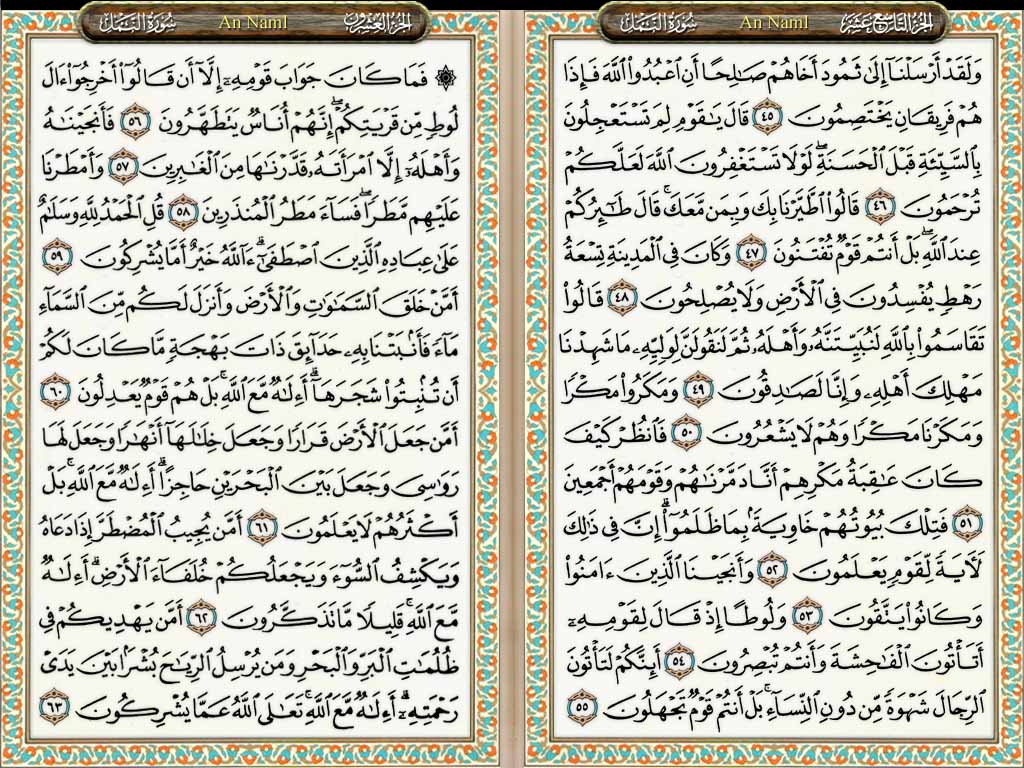 الجزء التاسع عشر
An Naml
سورة النمل
وَلَقَدْ أَرْسَلْنَآ إِلَىٰ ثَمُودَ أَخَاهُمْ صَـٰلِحًا أَنِ ٱعْبُدُوا۟ ٱللَّهَ فَإِذَا
هُمْ فَرِيقَانِ يَخْتَصِمُونَ ٤٥ قَالَ يَـٰقَوْمِ لِمَ تَسْتَعْجِلُونَ
بِٱلسَّيِّئَةِ قَبْلَ ٱلْحَسَنَةِ ۖ لَوْلَا تَسْتَغْفِرُونَ ٱللَّهَ لَعَلَّكُمْ
تُرْحَمُونَ ٤٦ قَالُوا۟ ٱطَّيَّرْنَا بِكَ وَبِمَن مَّعَكَ ۚ قَالَ طَـٰٓئِرُكُمْ
عِندَ ٱللَّهِ ۖ بَلْ أَنتُمْ قَوْمٌ تُفْتَنُونَ ٤٧ وَكَانَ فِى ٱلْمَدِينَةِ تِسْعَةُ
رَهْطٍ يُفْسِدُونَ فِى ٱلْأَرْضِ وَلَا يُصْلِحُونَ ٤٨ قَالُوا۟
تَقَاسَمُوا۟ بِٱللَّهِ لَنُبَيِّتَنَّهُۥ وَأَهْلَهُۥ ثُمَّ لَنَقُولَنَّ لِوَلِيِّهِۦ مَا شَهِدْنَا
مَهْلِكَ أَهْلِهِۦ وَإِنَّا لَصَـٰدِقُونَ ٤٩ وَمَكَرُوا۟ مَكْرًا
وَمَكَرْنَا مَكْرًا وَهُمْ لَا يَشْعُرُونَ ٥٠ فَٱنظُرْ كَيْفَ
كَانَ عَـٰقِبَةُ مَكْرِهِمْ أَنَّا دَمَّرْنَـٰهُمْ وَقَوْمَهُمْ أَجْمَعِينَ
٥١ فَتِلْكَ بُيُوتُهُمْ خَاوِيَةًۢ بِمَا ظَلَمُوٓا۟ ۗ إِنَّ فِى ذَٰلِكَ
لَـَٔايَةً لِّقَوْمٍ يَعْلَمُونَ ٥٢ وَأَنجَيْنَا ٱلَّذِينَ ءَامَنُوا۟
وَكَانُوا۟ يَتَّقُونَ ٥٣ وَلُوطًا إِذْ قَالَ لِقَوْمِهِۦٓ
أَتَأْتُونَ ٱلْفَـٰحِشَةَ وَأَنتُمْ تُبْصِرُونَ ٥٤ أَئِنَّكُمْ لَتَأْتُونَ
ٱلرِّجَالَ شَهْوَةً مِّن دُونِ ٱلنِّسَآءِ ۚ بَلْ أَنتُمْ قَوْمٌ تَجْهَلُونَ ٥٥
الجزء العشرون
An Naml
سورة النمل
۞ فَمَا كَانَ جَوَابَ قَوْمِهِۦٓ إِلَّآ أَن قَالُوٓا۟ أَخْرِجُوٓا۟ ءَالَ
لُوطٍ مِّن قَرْيَتِكُمْ ۖ إِنَّهُمْ أُنَاسٌ يَتَطَهَّرُونَ ٥٦ فَأَنجَيْنَـٰهُ
وَأَهْلَهُۥٓ إِلَّا ٱمْرَأَتَهُۥ قَدَّرْنَـٰهَا مِنَ ٱلْغَـٰبِرِينَ ٥٧ وَأَمْطَرْنَا
عَلَيْهِم مَّطَرًا ۖ فَسَآءَ مَطَرُ ٱلْمُنذَرِينَ ٥٨ قُلِ ٱلْحَمْدُ لِلَّهِ وَسَلَـٰمٌ
عَلَىٰ عِبَادِهِ ٱلَّذِينَ ٱصْطَفَىٰٓ ۗ ءَآللَّهُ خَيْرٌ أَمَّا يُشْرِكُونَ ٥٩
أَمَّنْ خَلَقَ ٱلسَّمَـٰوَٰتِ وَٱلْأَرْضَ وَأَنزَلَ لَكُم مِّنَ ٱلسَّمَآءِ
مَآءً فَأَنۢبَتْنَا بِهِۦ حَدَآئِقَ ذَاتَ بَهْجَةٍ مَّا كَانَ لَكُمْ
أَن تُنۢبِتُوا۟ شَجَرَهَآ ۗ أَءِلَـٰهٌ مَّعَ ٱللَّهِ ۚ بَلْ هُمْ قَوْمٌ يَعْدِلُونَ ٦٠
أَمَّن جَعَلَ ٱلْأَرْضَ قَرَارًا وَجَعَلَ خِلَـٰلَهَآ أَنْهَـٰرًا وَجَعَلَ لَهَا
رَوَٰسِىَ وَجَعَلَ بَيْنَ ٱلْبَحْرَيْنِ حَاجِزًا ۗ أَءِلَـٰهٌ مَّعَ ٱللَّهِ ۚ بَلْ
أَكْثَرُهُمْ لَا يَعْلَمُونَ ٦١ أَمَّن يُجِيبُ ٱلْمُضْطَرَّ إِذَا دَعَاهُ
وَيَكْشِفُ ٱلسُّوٓءَ وَيَجْعَلُكُمْ خُلَفَآءَ ٱلْأَرْضِ ۗ أَءِلَـٰهٌ
مَّعَ ٱللَّهِ ۚ قَلِيلًا مَّا تَذَكَّرُونَ ٦٢ أَمَّن يَهْدِيكُمْ فِى
ظُلُمَـٰتِ ٱلْبَرِّ وَٱلْبَحْرِ وَمَن يُرْسِلُ ٱلرِّيَـٰحَ بُشْرًۢا بَيْنَ يَدَىْ
رَحْمَتِهِۦٓ ۗ أَءِلَـٰهٌ مَّعَ ٱللَّهِ ۚ تَعَـٰلَى ٱللَّهُ عَمَّا يُشْرِكُونَ ٦٣